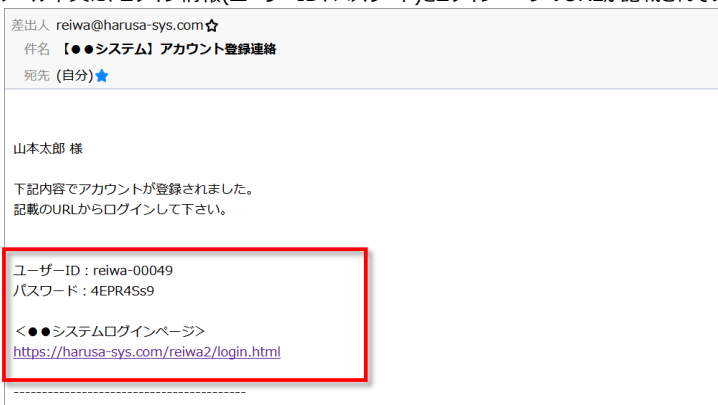 差出人 reiwa@harusa-sys.com☆
件名 【●●システム】アカウント登録連絡
宛先 (自分)★
山本太郎 様
下記内容でアカウントが登録されました。
記載のURLからログインして下さい。
ユーザーID：reiwa-00049
パスワード：4EPR4Ss9
＜●●システムログインページ＞
https://harusa-sys.com/reiwa2/login.html
-----------------------------------------